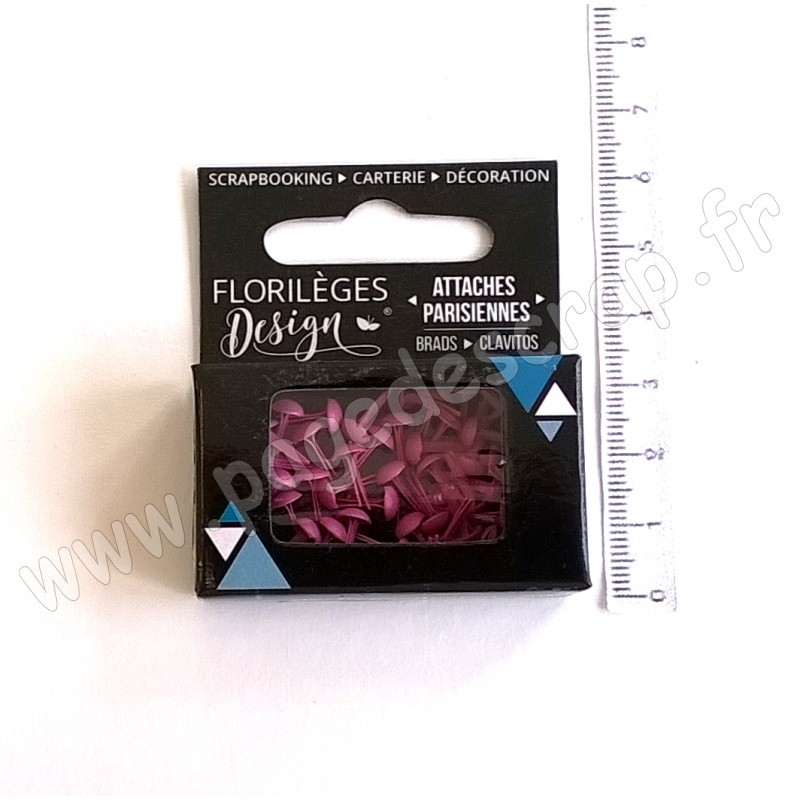 SCRAPBOOKING ▸ CARTERIE ▸ DÉCORATION
FLORILÈGES
Design ®
◂ ATTACHES ▸
PARISIENNES
BRADS ▸ CLAVITOS
8
7
6
5
4
3
2
1
0
www.pagedescrap.fr